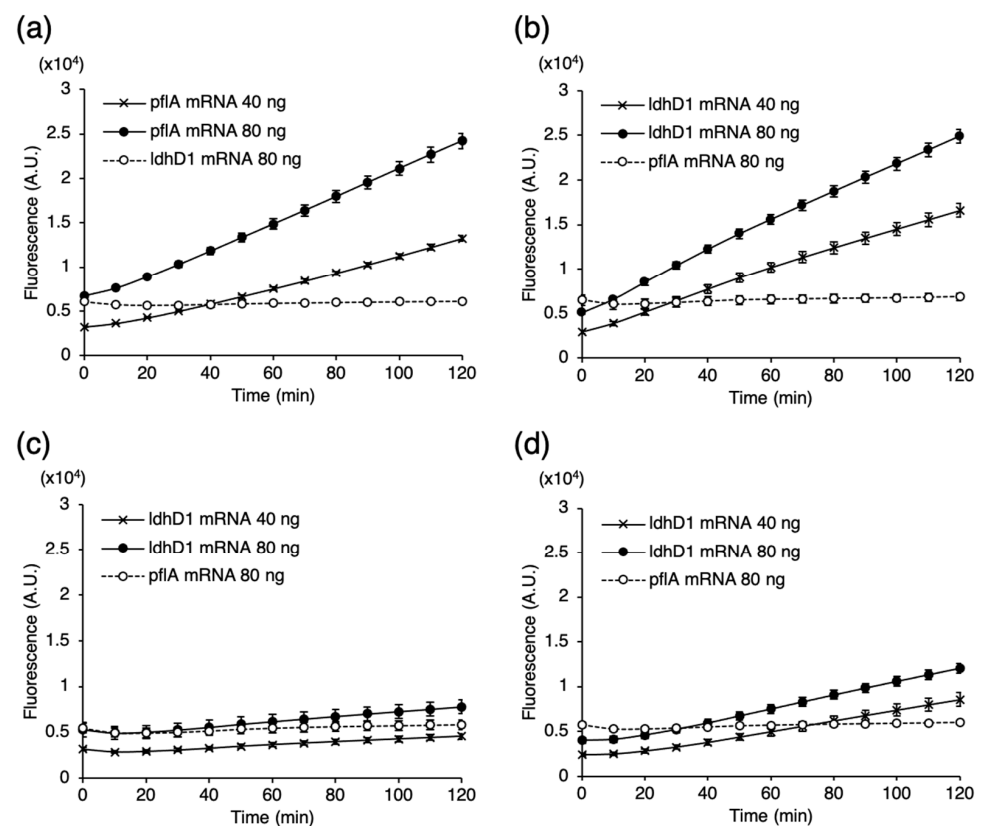 (a)
(x10⁴)
3
2.5
2
1.5
1
0.5
0
Fluorescence (A.U.)
pflA mRNA 40 ng
pflA mRNA 80 ng
ldhD1 mRNA 80 ng
0 20 40 60 80 100 120
Time (min)
(b)
(x10⁴)
3
2.5
2
1.5
1
0.5
0
Fluorescence (A.U.)
ldhD1 mRNA 40 ng
ldhD1 mRNA 80 ng
pflA mRNA 80 ng
0 20 40 60 80 100 120
Time (min)
(c)
(x10⁴)
3
2.5
2
1.5
1
0.5
0
Fluorescence (A.U.)
ldhD1 mRNA 40 ng
ldhD1 mRNA 80 ng
pflA mRNA 80 ng
0 20 40 60 80 100 120
Time (min)
(d)
(x10⁴)
3
2.5
2
1.5
1
0.5
0
Fluorescence (A.U.)
ldhD1 mRNA 40 ng
ldhD1 mRNA 80 ng
pflA mRNA 80 ng
0 20 40 60 80 100 120
Time (min)